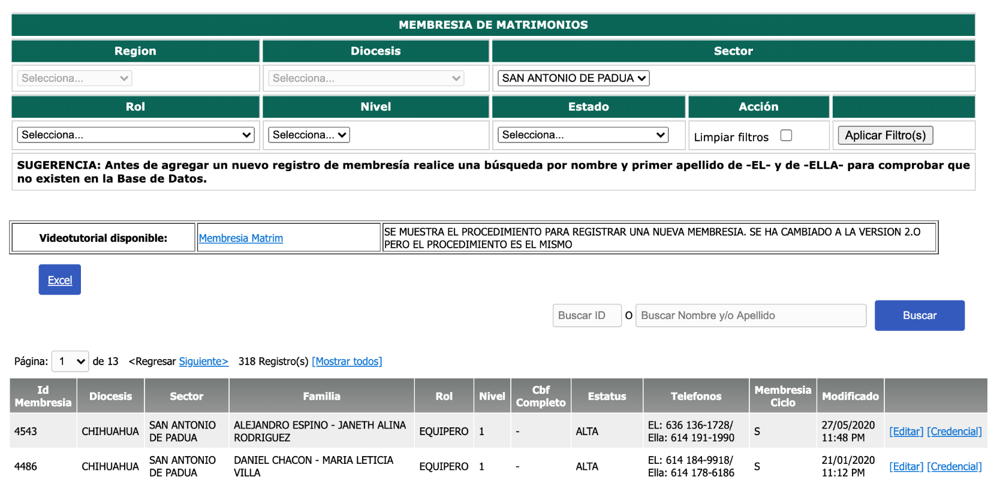 MEMBRESIA DE MATRIMONIOS
Region Diocesis Sector
Selecciona... Selecciona... SAN ANTONIO DE PADUA
Rol Nivel Estado Acción
Selecciona... Selecciona... Selecciona... Limpiar filtros Aplicar Filtro(s)
SUGERENCIA: Antes de agregar un nuevo registro de membresía realice una búsqueda por nombre y primer apellido de -EL- y de -ELLA- para comprobar que
no existen en la Base de Datos.
Videotutorial disponible: Membresia Matrim
SE MUESTRA EL PROCEDIMIENTO PARA REGISTRAR UNA NUEVA MEMBRESIA. SE HA CAMBIADO A LA VERSION 2.O
PERO EL PROCEDIMIENTO ES EL MISMO
Excel
Buscar ID O Buscar Nombre y/o Apellido Buscar
Página: 1 de 13 <Regresar Siguiente> 318 Registro(s) [Mostrar todos]
Id
Membresia
Diocesis
Sector
Familia
Rol
Nivel
Cbf
Completo
Estatus
Telefonos
Membresia
Ciclo
Modificado
4543
CHIHUAHUA
SAN ANTONIO
DE PADUA
ALEJANDRO ESPINO - JANETH ALINA
RODRIGUEZ
EQUIPERO
1
-
ALTA
EL: 636 136-1728/
Ella: 614 191-1990
S
27/05/2020
11:48 PM
[Editar] [Credencial]
4486
CHIHUAHUA
SAN ANTONIO
DE PADUA
DANIEL CHACON - MARIA LETICIA
VILLA
EQUIPERO
1
-
ALTA
EL: 614 184-9918/
Ella: 614 178-6186
S
21/01/2020
11:12 PM
[Editar] [Credencial]